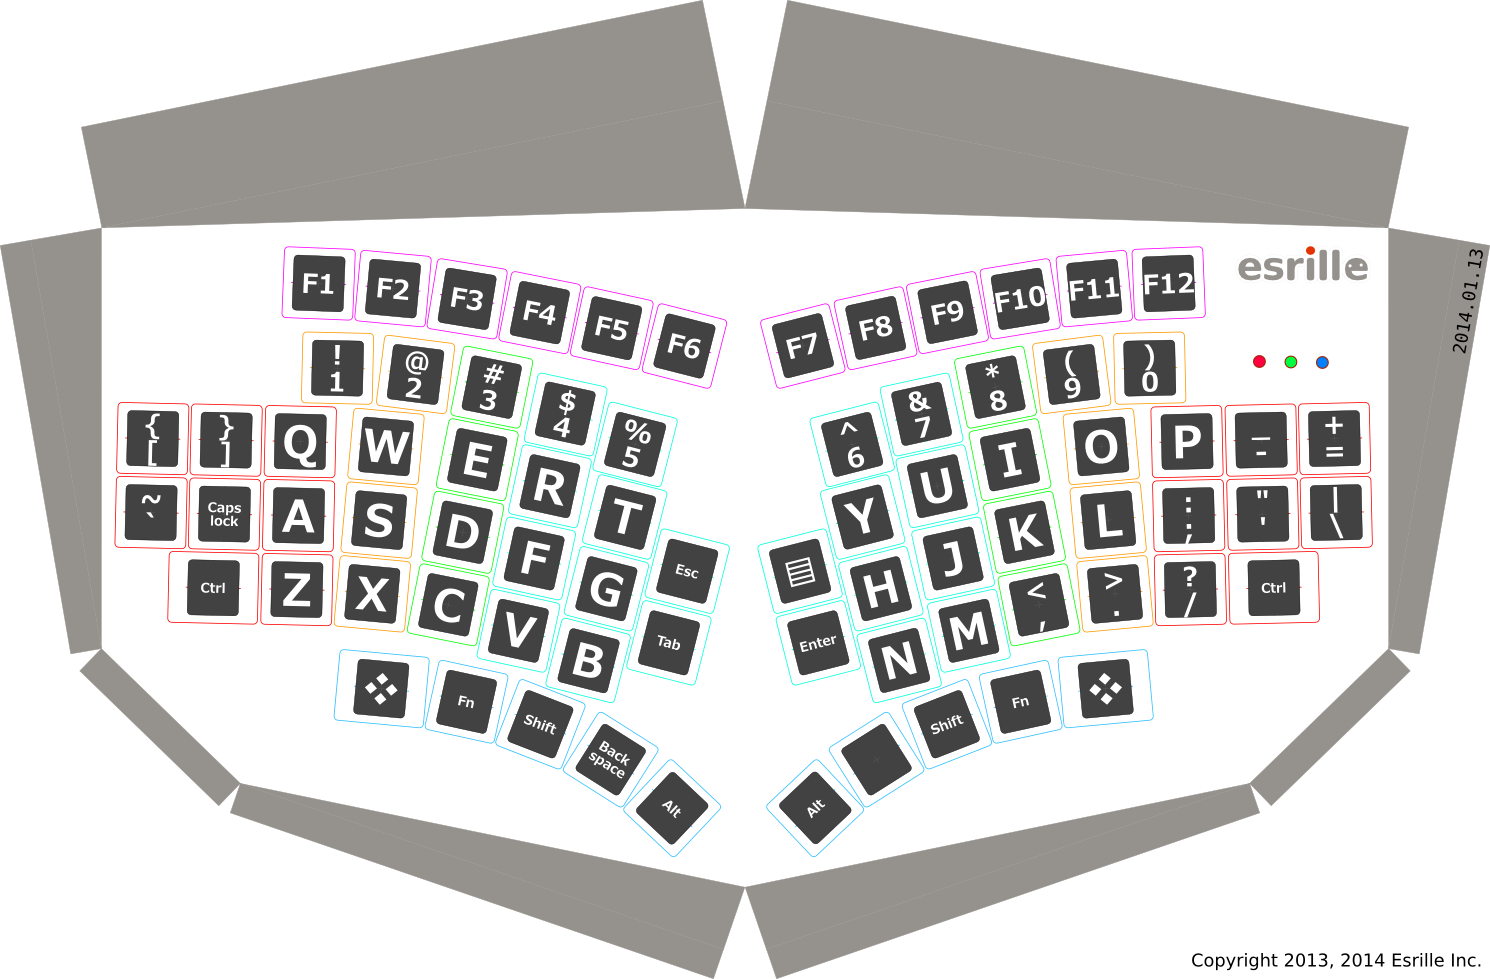 F1 F2 F3 F4 F5 F6 F7 F8 F9 F10 F11 F12
esrille
2014.01.13
! @ # $ % ^ & * ( )
1 2 3 4 5 6 7 8 9 0
{ } Q W E R T Y U I O P _ +
[ ] - =
~ Caps A S D F G H J K L : " |
` lock ; ' \
Esc
Ctrl Z X C V B Tab Enter N M < > ? Ctrl
, . /
Fn Shift Back Alt Alt Shift Fn
space
Copyright 2013, 2014 Esrille Inc.